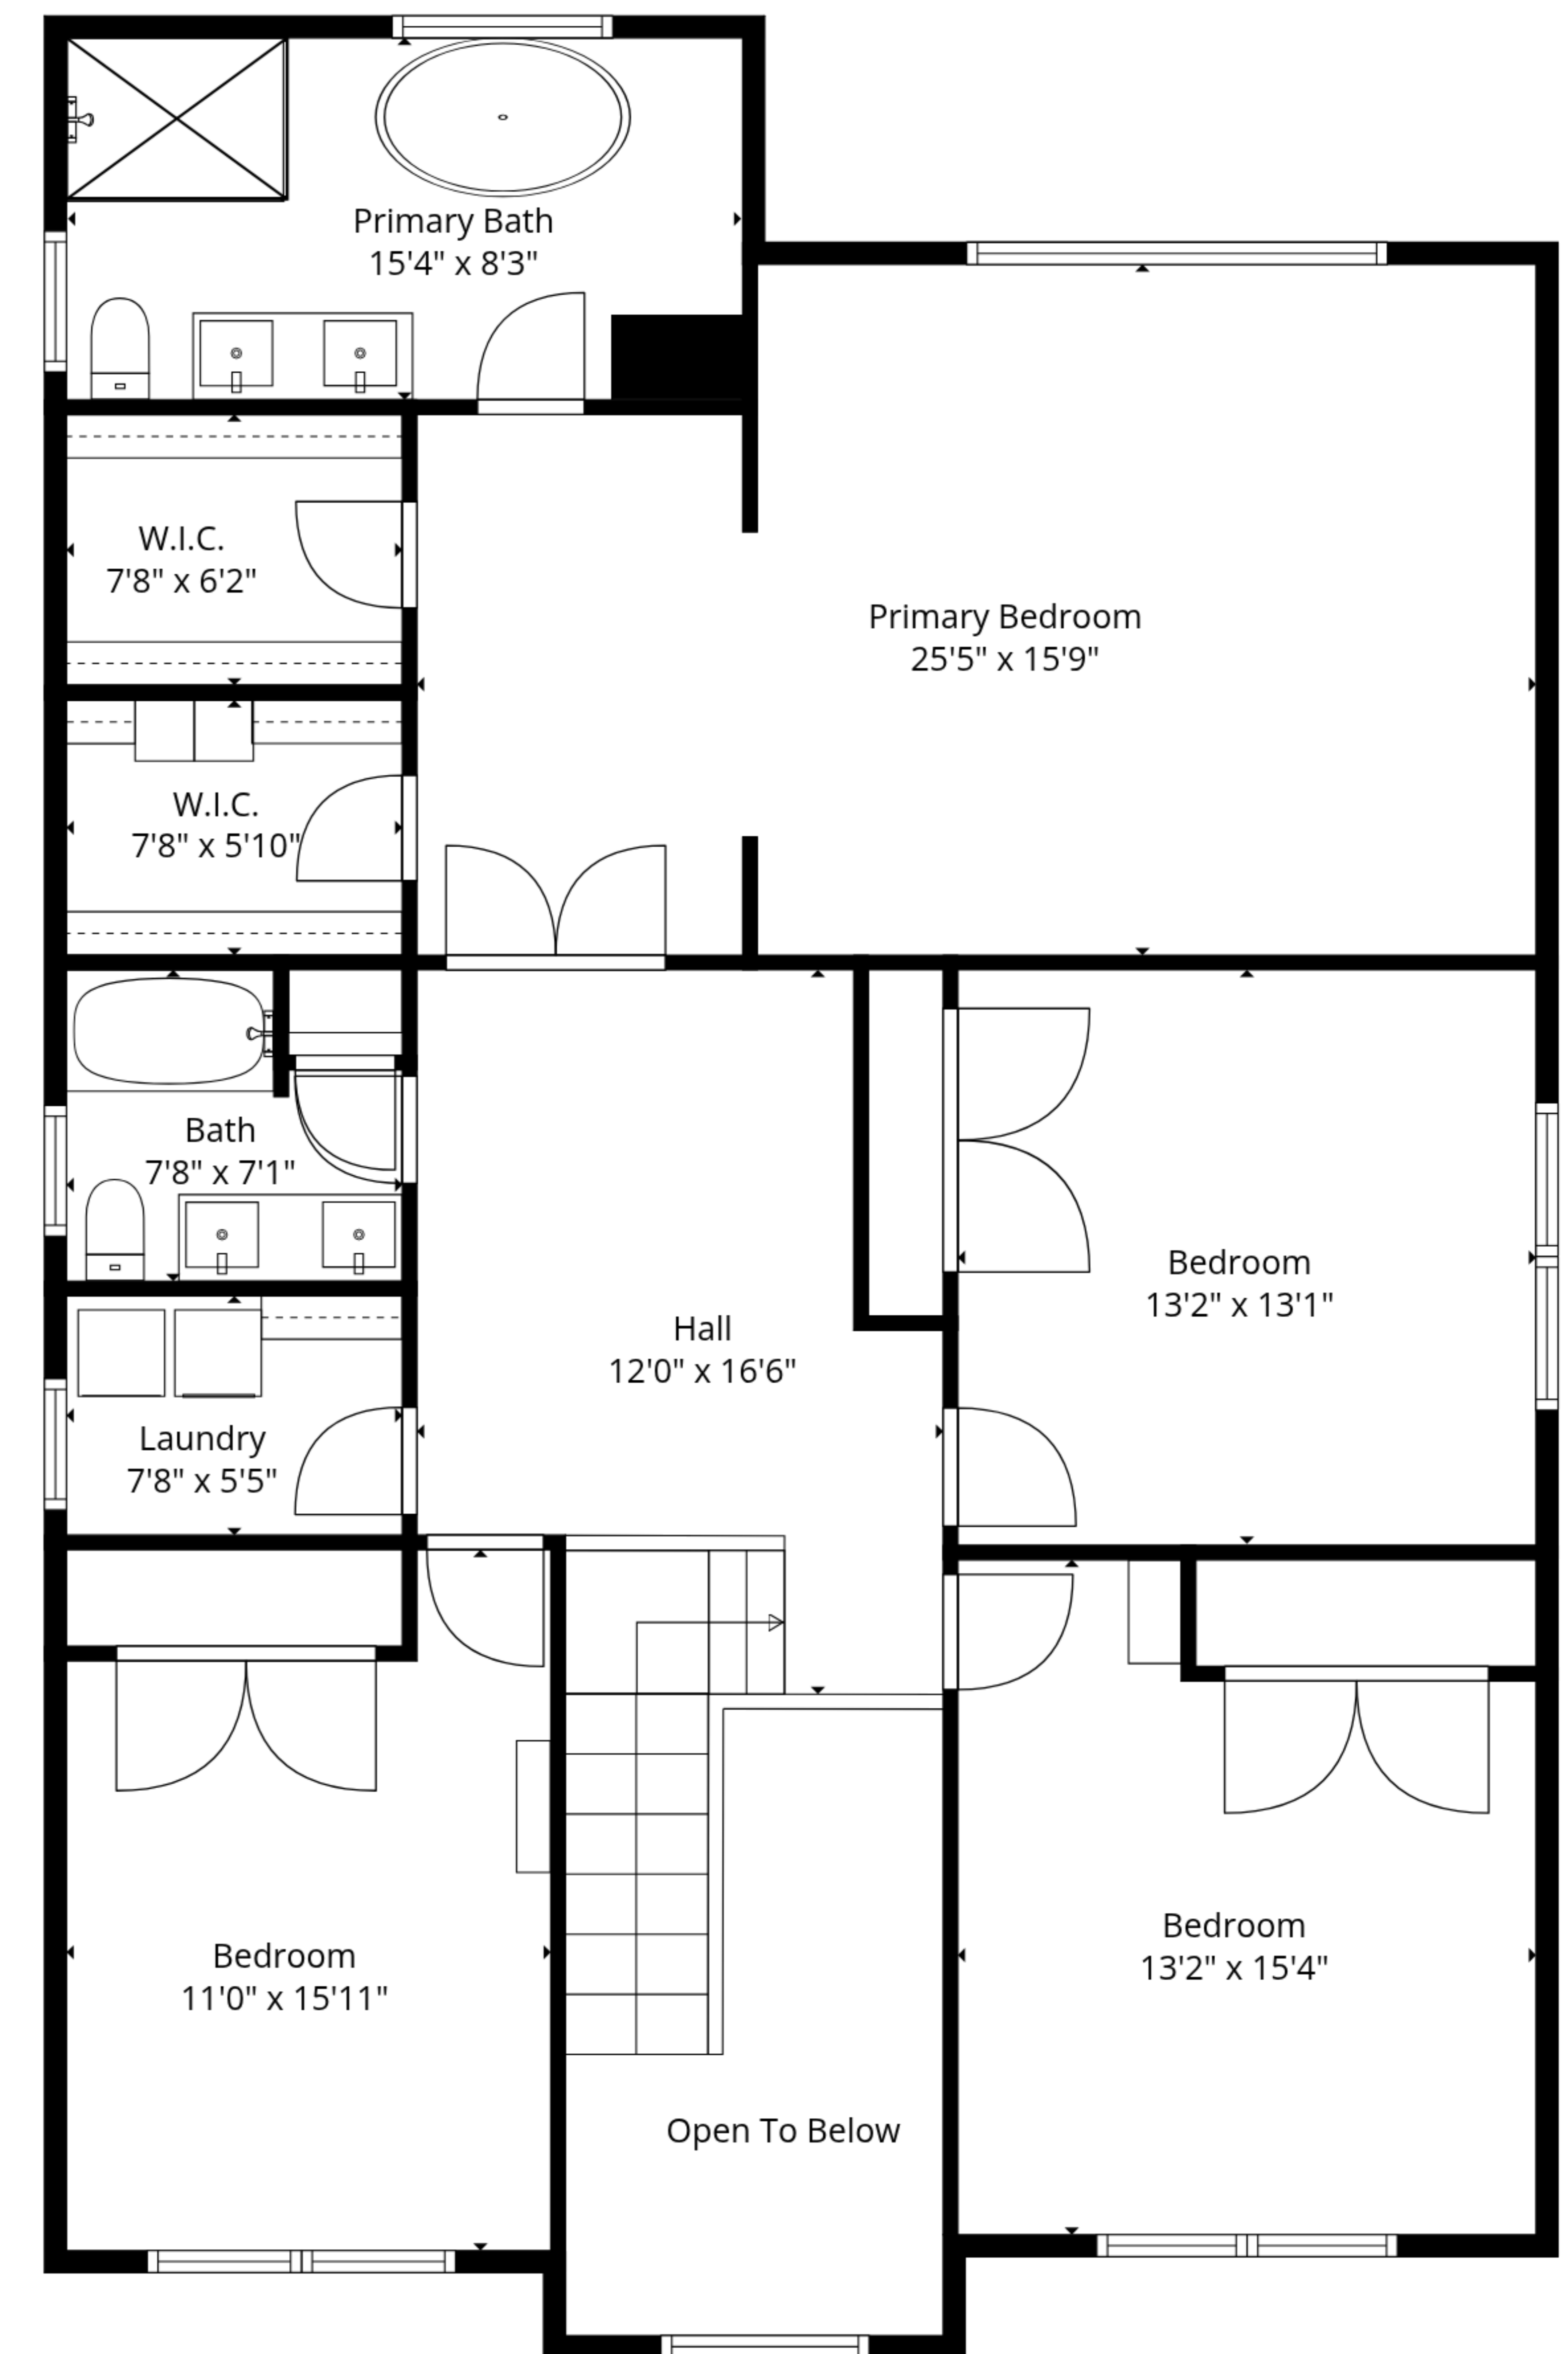 Primary Bath
15'4" x 8'3"
W.I.C.
7'8" x 6'2"
Primary Bedroom
25'5" x 15'9"
W.I.C.
7'8" x 5'10"
Bath
7'8" x 7'1"
Bedroom
13'2" x 13'1"
Hall
12'0" x 16'6"
Laundry
7'8" x 5'5"
Bedroom
13'2" x 15'4"
Bedroom
11'0" x 15'11"
Open To Below